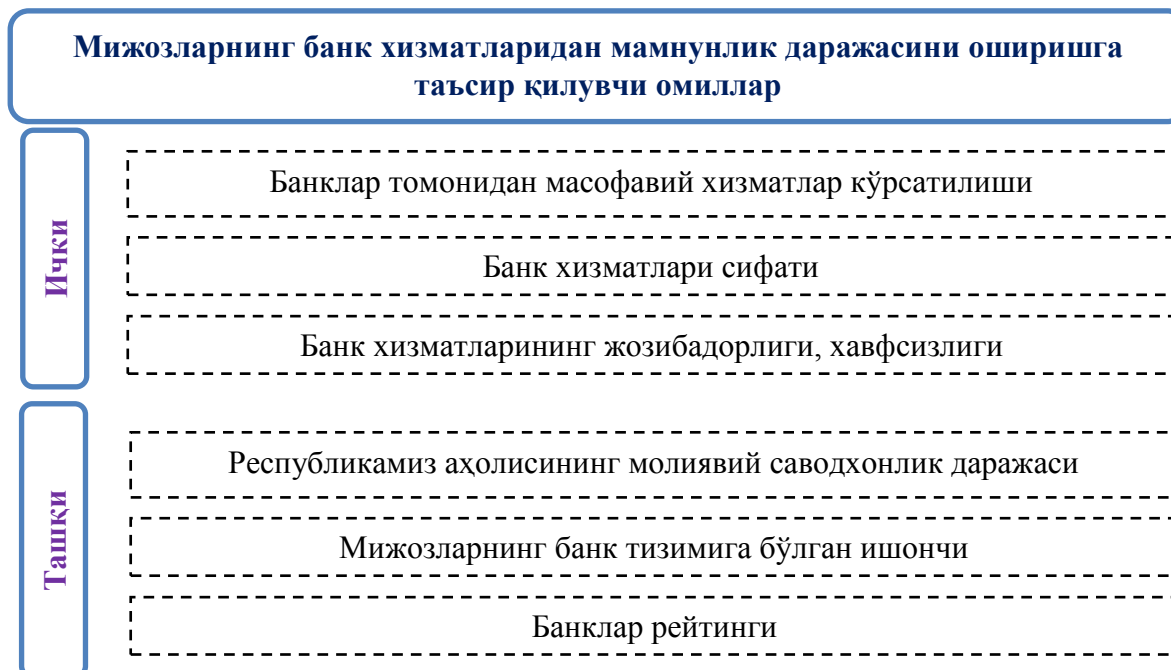 Мижозларнинг банк хизматларидан мамнунлик даражасини оширишга
таъсир қилувчи омиллар
Ички
Банклар томонидан масофавий хизматлар кўрсатилиши
Банк хизматлари сифати
Банк хизматларининг жозибадорлиги, хавфсизлиги
Ташқи
Республикамиз аҳолисининг молиявий саводхонлик даражаси
Мижозларнинг банк тизимига бўлган ишончи
Банклар рейтинги